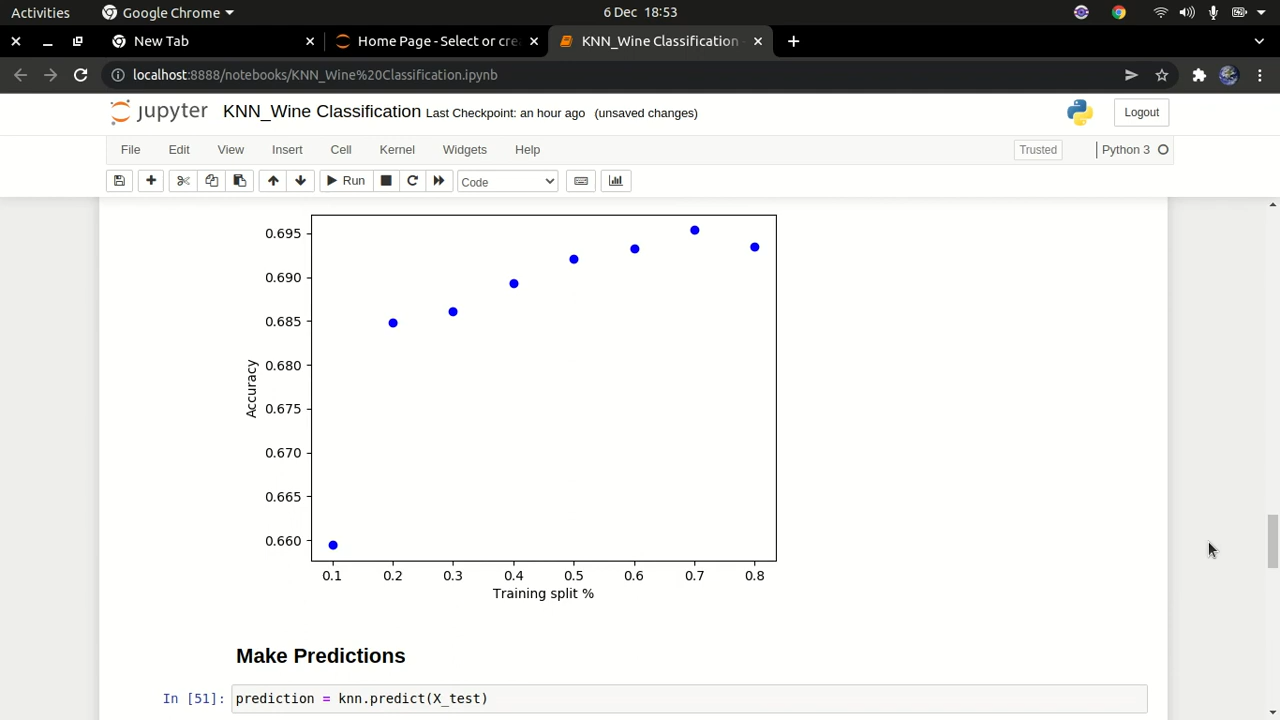 Activities
Google Chrome
6 Dec 18:53
New Tab
Home Page - Select or cre
KNN_Wine Classification
localhost:8888/notebooks/KNN_Wine%20Classification.ipynb
jupyter
KNN_Wine Classification Last Checkpoint: an hour ago (unsaved changes)
Logout
File Edit View Insert Cell Kernel Widgets Help
Trusted
Python 3
Run
Code
0.695
0.690
0.685
0.680
0.675
0.670
0.665
0.660
Accuracy
0.1 0.2 0.3 0.4 0.5 0.6 0.7 0.8
Training split %
Make Predictions
In [51]: prediction = knn.predict(X_test)